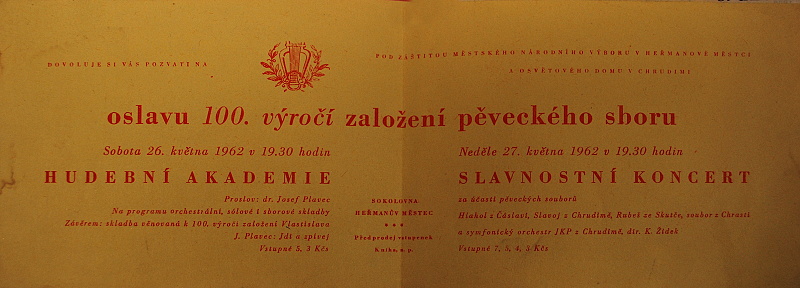 DOVOLUJE SI VÁS POZVATI NA
POD ZÁŠTITOU MĚSTSKÉHO NÁRODNÍHO VÝBORU V HEŘMANOVĚ MĚSTCI
A OSVĚTOVÉHO DOMU V CHRUDIMI
oslavu 100. výročí založení pěveckého sboru
Sobota 26. května 1962 v 19.30 hodin
HUDEBNÍ AKADEMIE
Proslov: dr. Josef Plavec
Na programu orchestrální, sólové i sborové skladby
Závěrem: skladba věnovaná k 100. výročí založení Vlastislava
J. Plavec: Jdi a zpívej
Vstupné 5, 3 Kčs
SOKOLOVNA
HEŘMANŮV MĚSTEC
* * *
Předprodej vstupenek
Kniha, n. p.
Neděle 27. května 1962 v 19.30 hodin
SLAVNOSTNÍ KONCERT
za účasti pěveckých souborů
Hlahol z Čáslavi, Slavoj z Chrudimě, Rubeš ze Skutče, soubor z Chrasti
a symfonický orchestr JKP z Chrudimě, dir. K. Židek
Vstupné 7, 5, 4, 3 Kčs